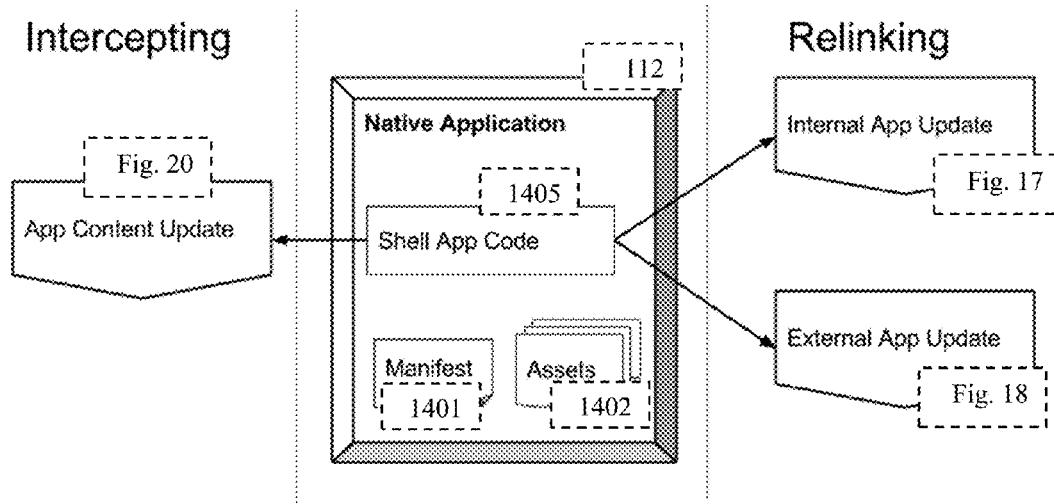 Intercepting
Relinking
112
Native Application
Internal App Update
Fig. 20
Fig. 17
1405
App Content Update
Shell App Code
External App Update
Manifest
Assets
Fig. 18
1401
1402